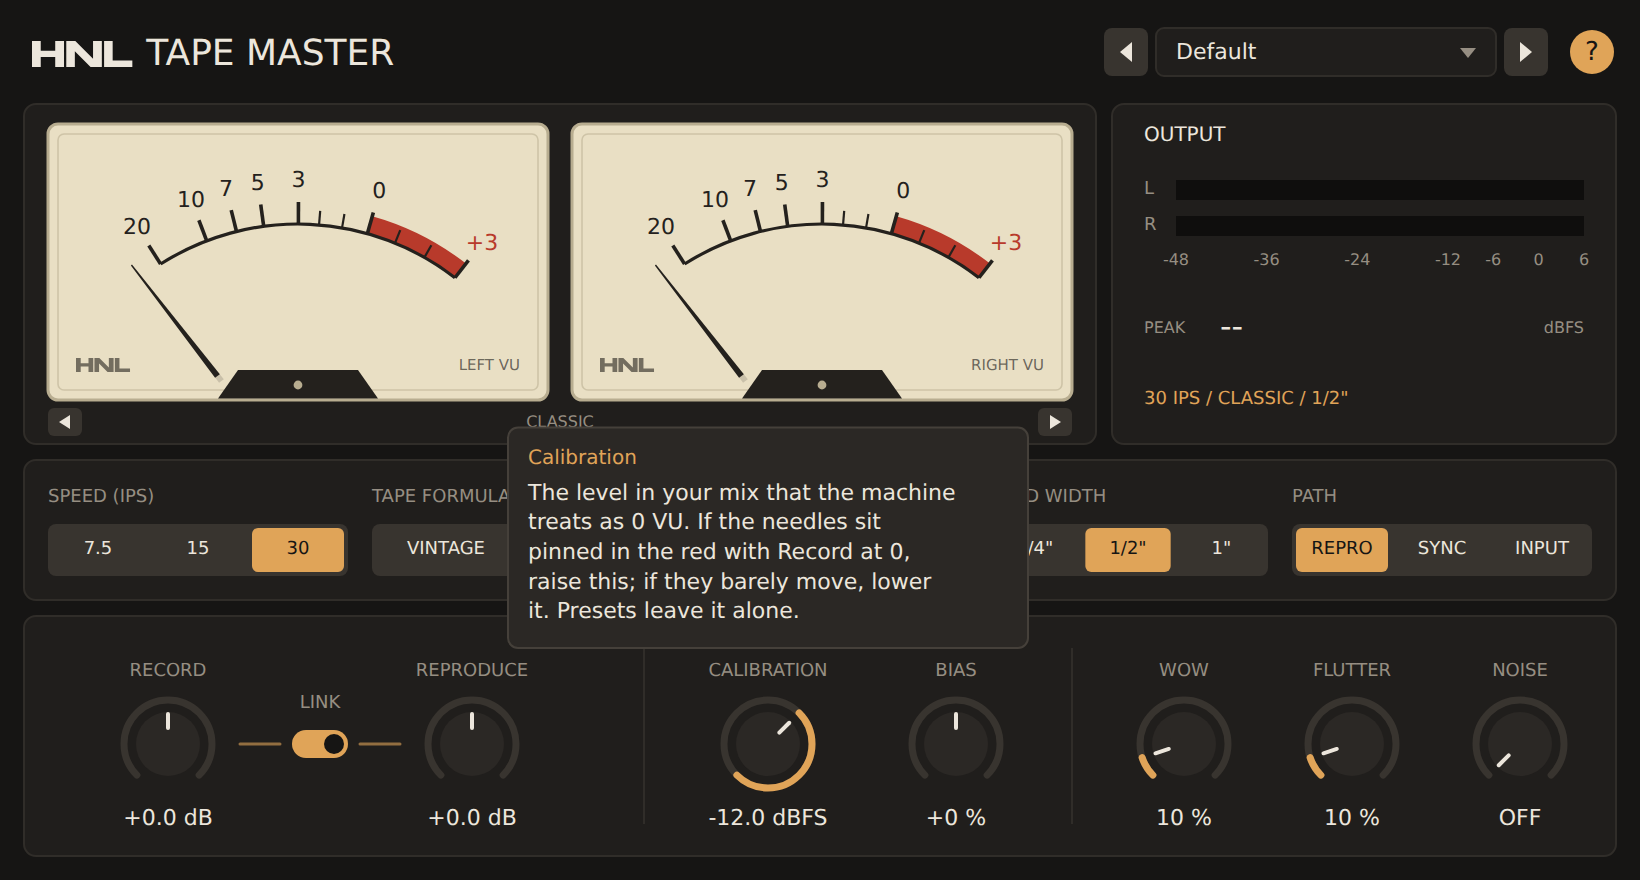 HNL TAPE MASTER
Default
?
20 10 7 5 3 0 +3
HNL LEFT VU
20 10 7 5 3 0 +3
HNL RIGHT VU
CLASSIC
OUTPUT
L
R
-48 -36 -24 -12 -6 0 6
PEAK -- dBFS
30 IPS / CLASSIC / 1/2"
Calibration
The level in your mix that the machine
treats as 0 VU. If the needles sit
pinned in the red with Record at 0,
raise this; if they barely move, lower
it. Presets leave it alone.
SPEED (IPS)
7.5 15 30
TAPE FORMULA
VINTAGE
D WIDTH
/4" 1/2" 1"
PATH
REPRO SYNC INPUT
RECORD LINK REPRODUCE CALIBRATION BIAS WOW FLUTTER NOISE
+0.0 dB +0.0 dB -12.0 dBFS +0 % 10 % 10 % OFF